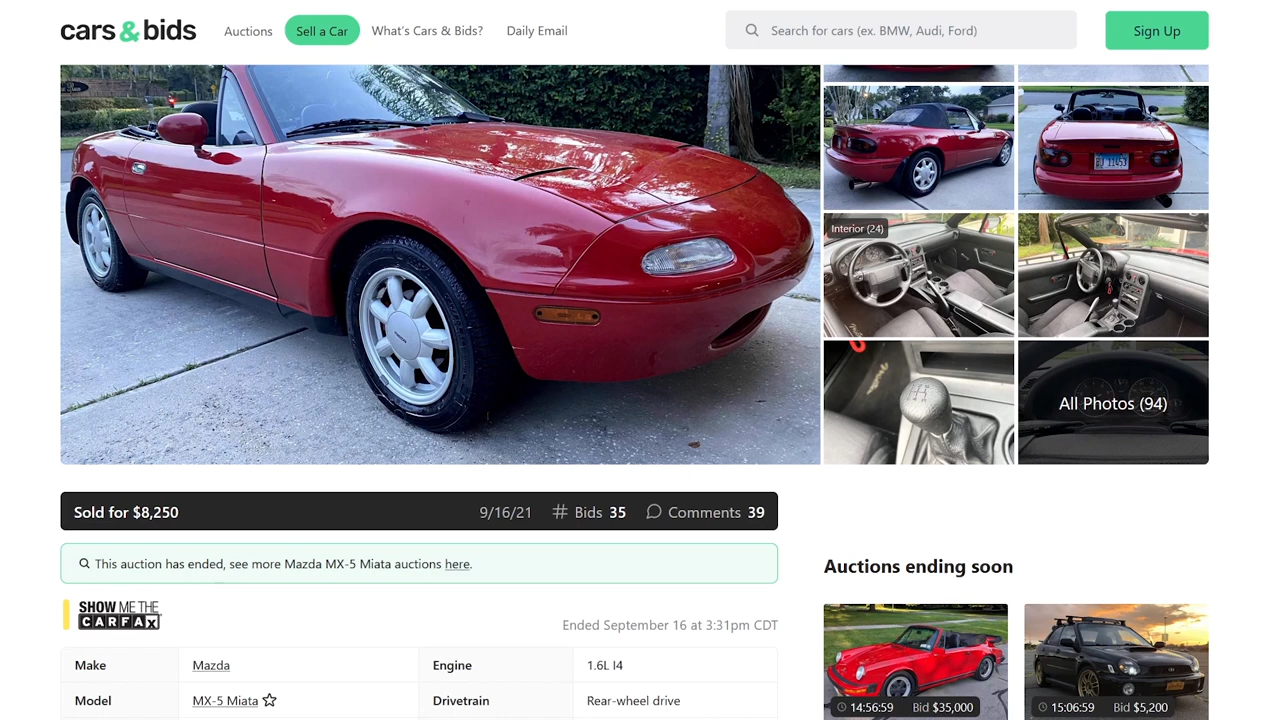 cars & bids
Auctions
Sell a Car
What's Cars & Bids?
Daily Email
Search for cars (ex. BMW, Audi, Ford)
Sign Up
Interior (24)
All Photos (94)
Sold for $8,250
9/16/21
Bids 35
Comments 39
This auction has ended, see more Mazda MX-5 Miata auctions here.
SHOW ME THE
CARFAX
Ended September 16 at 3:31pm CDT
Make
Mazda
Engine
1.6L I4
Model
MX-5 Miata
Drivetrain
Rear-wheel drive
Auctions ending soon
14:56:59
Bid $35,000
15:06:59
Bid $5,200